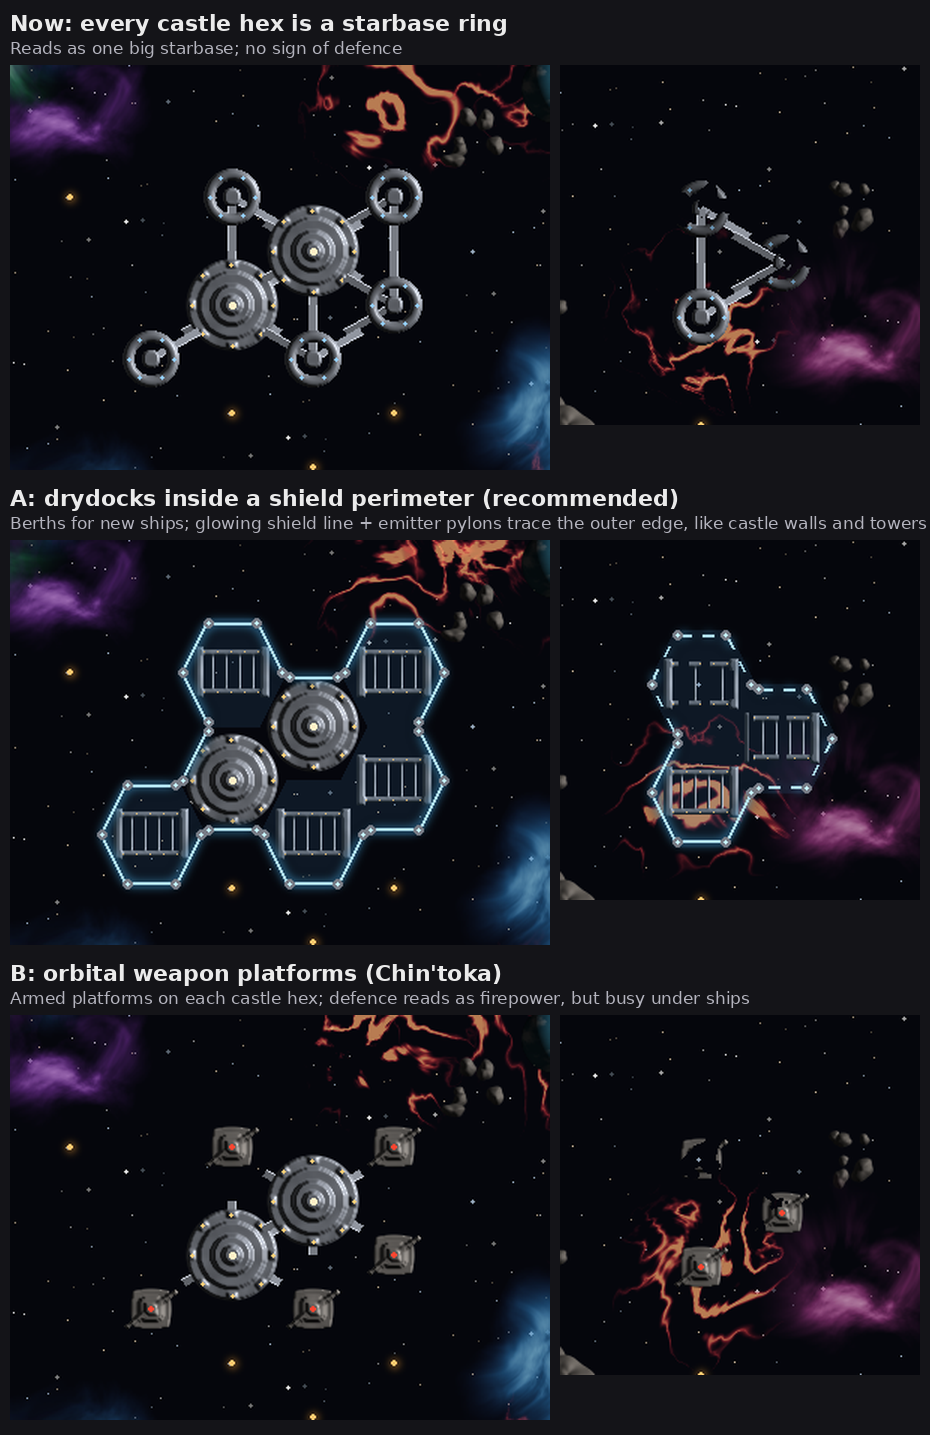 Now: every castle hex is a starbase ring
Reads as one big starbase; no sign of defence
A: drydocks inside a shield perimeter (recommended)
Berths for new ships; glowing shield line + emitter pylons trace the outer edge, like castle walls and towers
B: orbital weapon platforms (Chin'toka)
Armed platforms on each castle hex; defence reads as firepower, but busy under ships